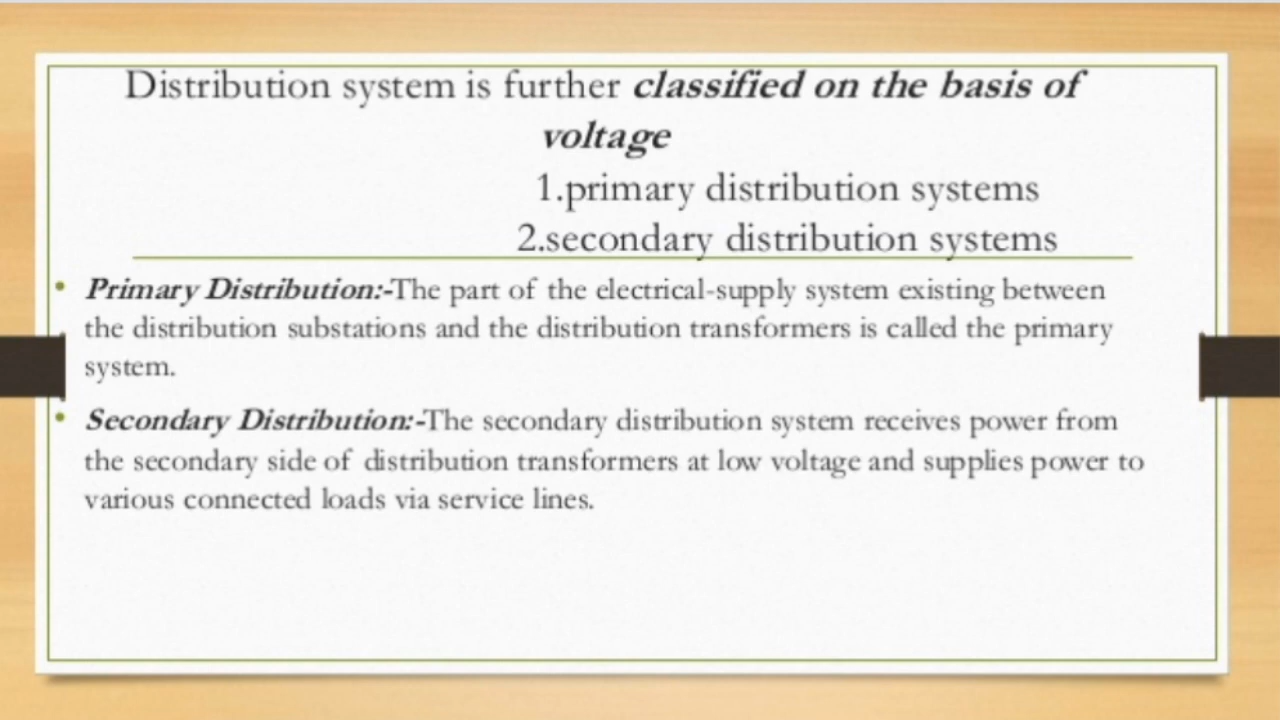 Distribution system is further classified on the basis of
voltage
1.primary distribution systems
2.secondary distribution systems
• Primary Distribution:-The part of the electrical-supply system existing between
the distribution substations and the distribution transformers is called the primary
system.
• Secondary Distribution:-The secondary distribution system receives power from
the secondary side of distribution transformers at low voltage and supplies power to
various connected loads via service lines.